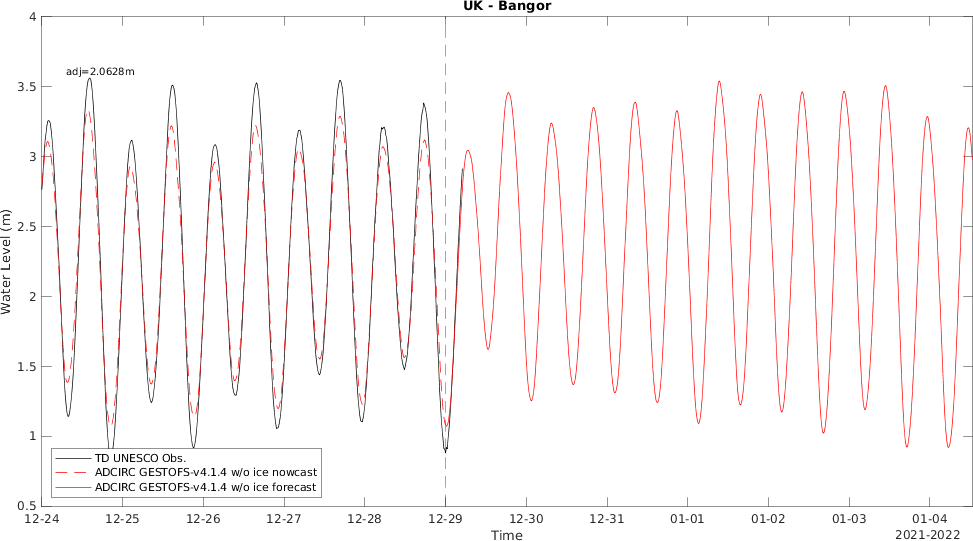 UK - Bangor
adj=2.0628m
4
3.5
3
2.5
2
1.5
1
0.5
Water Level (m)
TD UNESCO Obs.
ADCIRC GESTOFS-v4.1.4 w/o ice nowcast
ADCIRC GESTOFS-v4.1.4 w/o ice forecast
12-24 12-25 12-26 12-27 12-28 12-29 12-30 12-31 01-01 01-02 01-03 01-04
Time
2021-2022